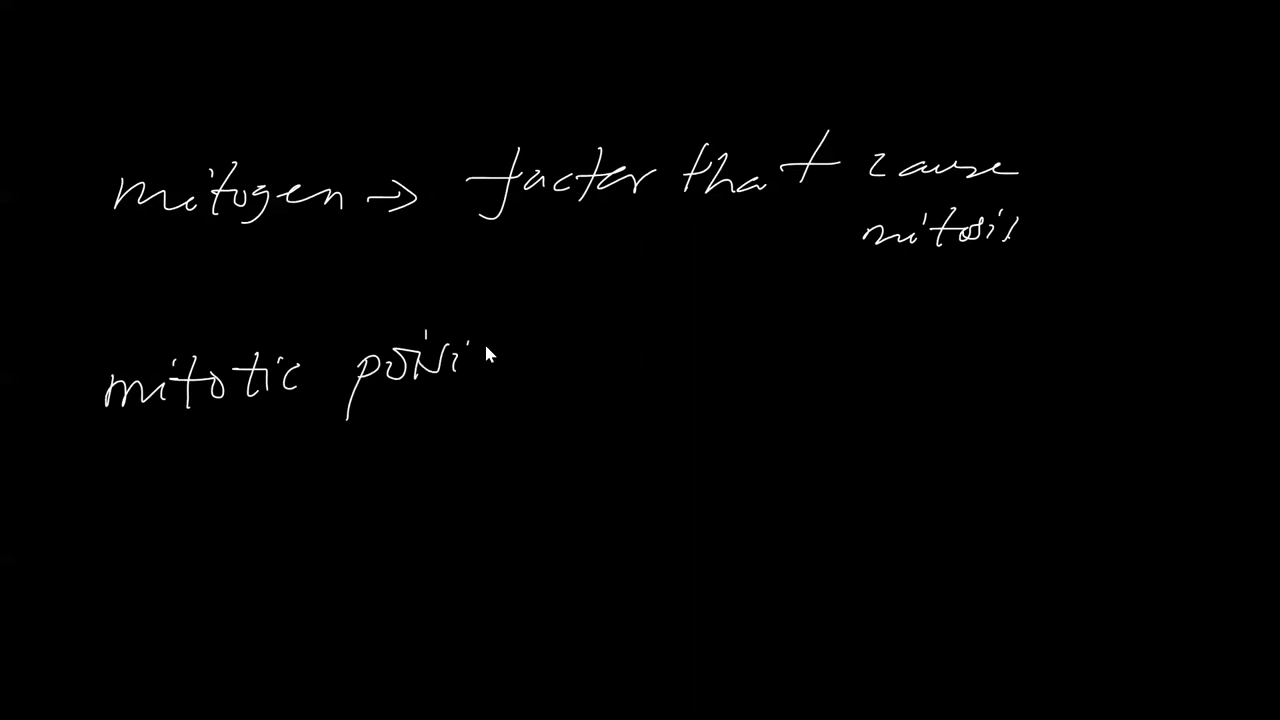 mitogen → factor that cause
mitosis
mitotic poisi